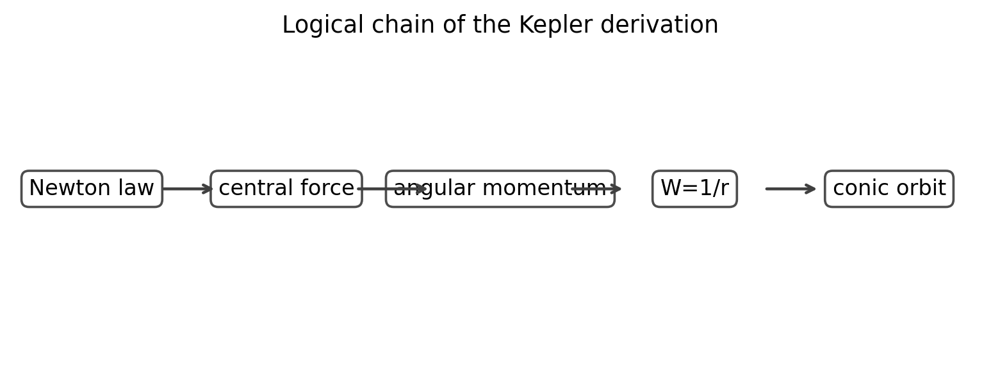 Logical chain of the Kepler derivation
Newton law
central force
angular momentum
W=1/r
conic orbit